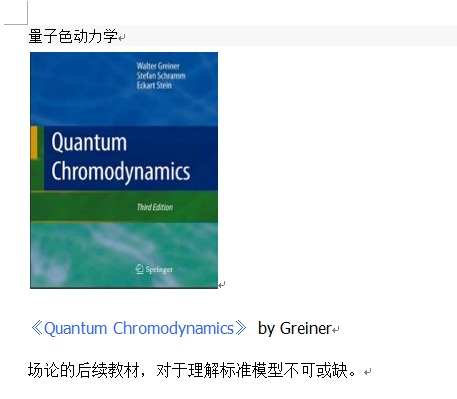 量子色动力学
Walter Greiner
Stefan Schramm
Eckart Stein
Quantum
Chromodynamics
Third Edition
Springer
《Quantum Chromodynamics》 by Greiner
场论的后续教材，对于理解标准模型不可或缺。